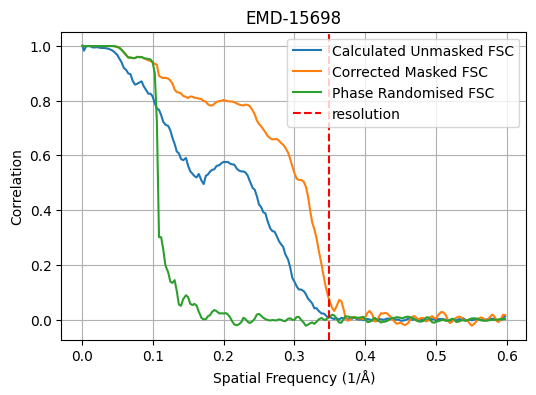 EMD-15698
Calculated Unmasked FSC
Corrected Masked FSC
Phase Randomised FSC
resolution
Correlation
1.0
0.8
0.6
0.4
0.2
0.0
0.0 0.1 0.2 0.3 0.4 0.5 0.6
Spatial Frequency (1/Å)